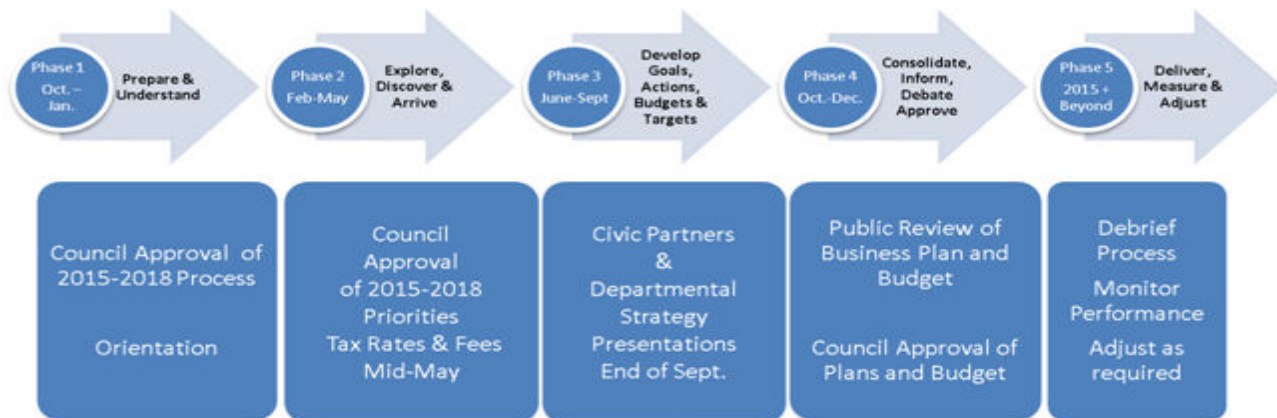 Phase 1
Oct. –
Jan.
Prepare &
Understand
Phase 2
Feb-May
Explore,
Discover &
Arrive
Phase 3
June-Sept
Develop
Goals,
Actions,
Budgets &
Targets
Phase 4
Oct.-Dec.
Consolidate,
Inform,
Debate
Approve
Phase 5
2015 +
Beyond
Deliver,
Measure &
Adjust
Council Approval of
2015-2018 Process
Orientation
Council
Approval
of 2015-2018
Priorities
Tax Rates & Fees
Mid-May
Civic Partners
&
Departmental
Strategy
Presentations
End of Sept.
Public Review of
Business Plan and
Budget
Council Approval of
Plans and Budget
Debrief
Process
Monitor
Performance
Adjust as
required